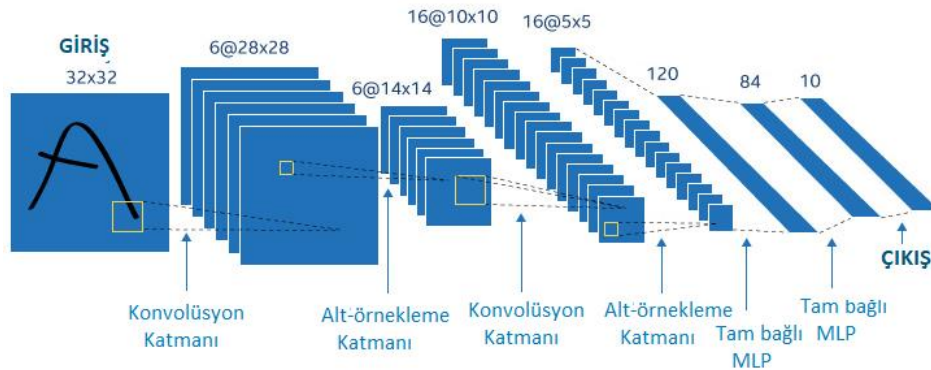 GİRİŞ
32x32
6@28x28
6@14x14
16@10x10
16@5x5
120
84
10
ÇIKIŞ
Konvolüsyon
Katmanı
Alt-örnekleme
Katmanı
Konvolüsyon
Katmanı
Alt-örnekleme
Katmanı
Tam bağlı
MLP
Tam bağlı
MLP